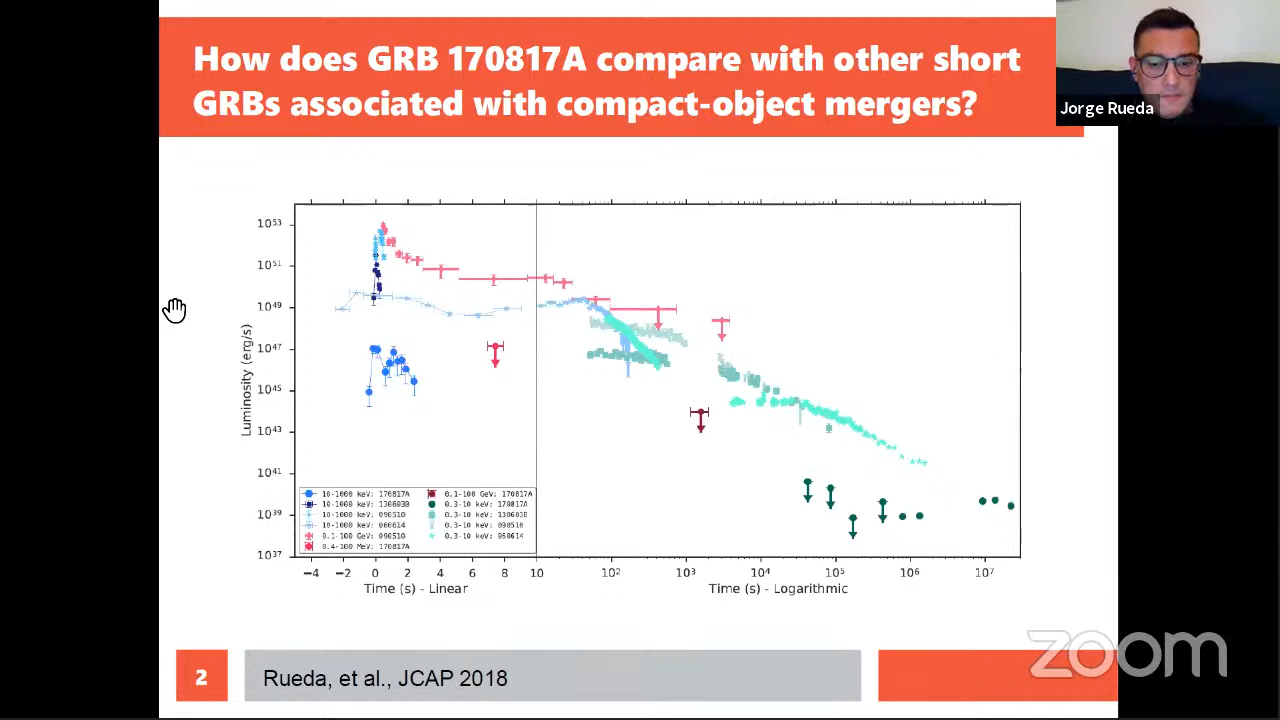 How does GRB 170817A compare with other short
GRBs associated with compact-object mergers?
Jorge Rueda
10^53
10^51
10^49
10^47
10^45
10^43
10^41
10^39
10^37
Luminosity (erg/s)
10-1000 keV: 170817A
10-1000 keV: 130603B
10-1000 keV: 090510
10-1000 keV: 060614
0.1-100 GeV: 090510
0.4-100 MeV: 170817A
0.1-100 GeV: 170817A
0.3-10 keV: 170817A
0.3-10 keV: 130603B
0.3-10 keV: 090510
0.3-10 keV: 060614
−4 −2 0 2 4 6 8 10 10^2 10^3 10^4 10^5 10^6 10^7
Time (s) - Linear
Time (s) - Logarithmic
2
Rueda, et al., JCAP 2018
zoom